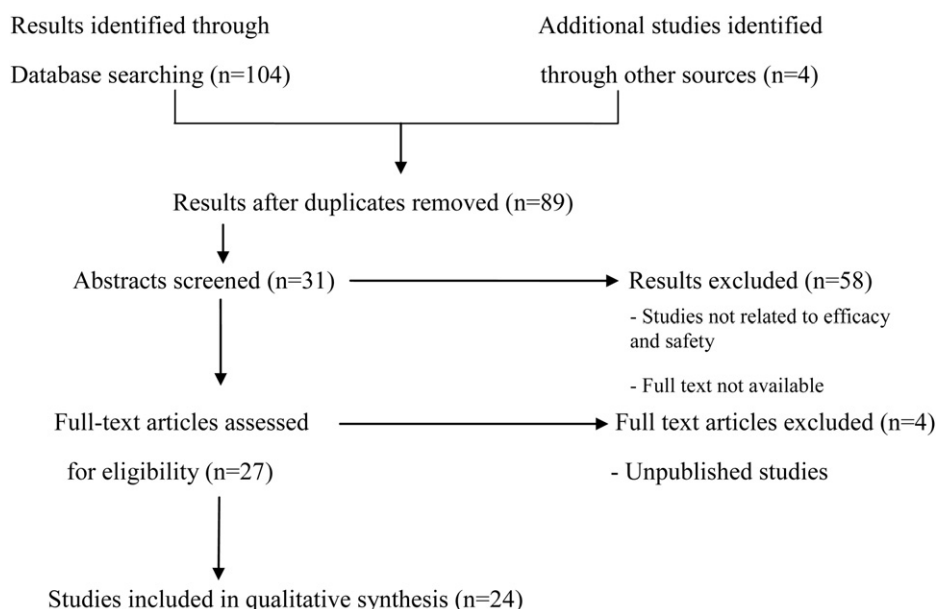 Results identified through
Database searching (n=104)
Additional studies identified
through other sources (n=4)
Results after duplicates removed (n=89)
Abstracts screened (n=31)
Results excluded (n=58)
- Studies not related to efficacy
and safety
- Full text not available
Full-text articles assessed
for eligibility (n=27)
Full text articles excluded (n=4)
- Unpublished studies
Studies included in qualitative synthesis (n=24)